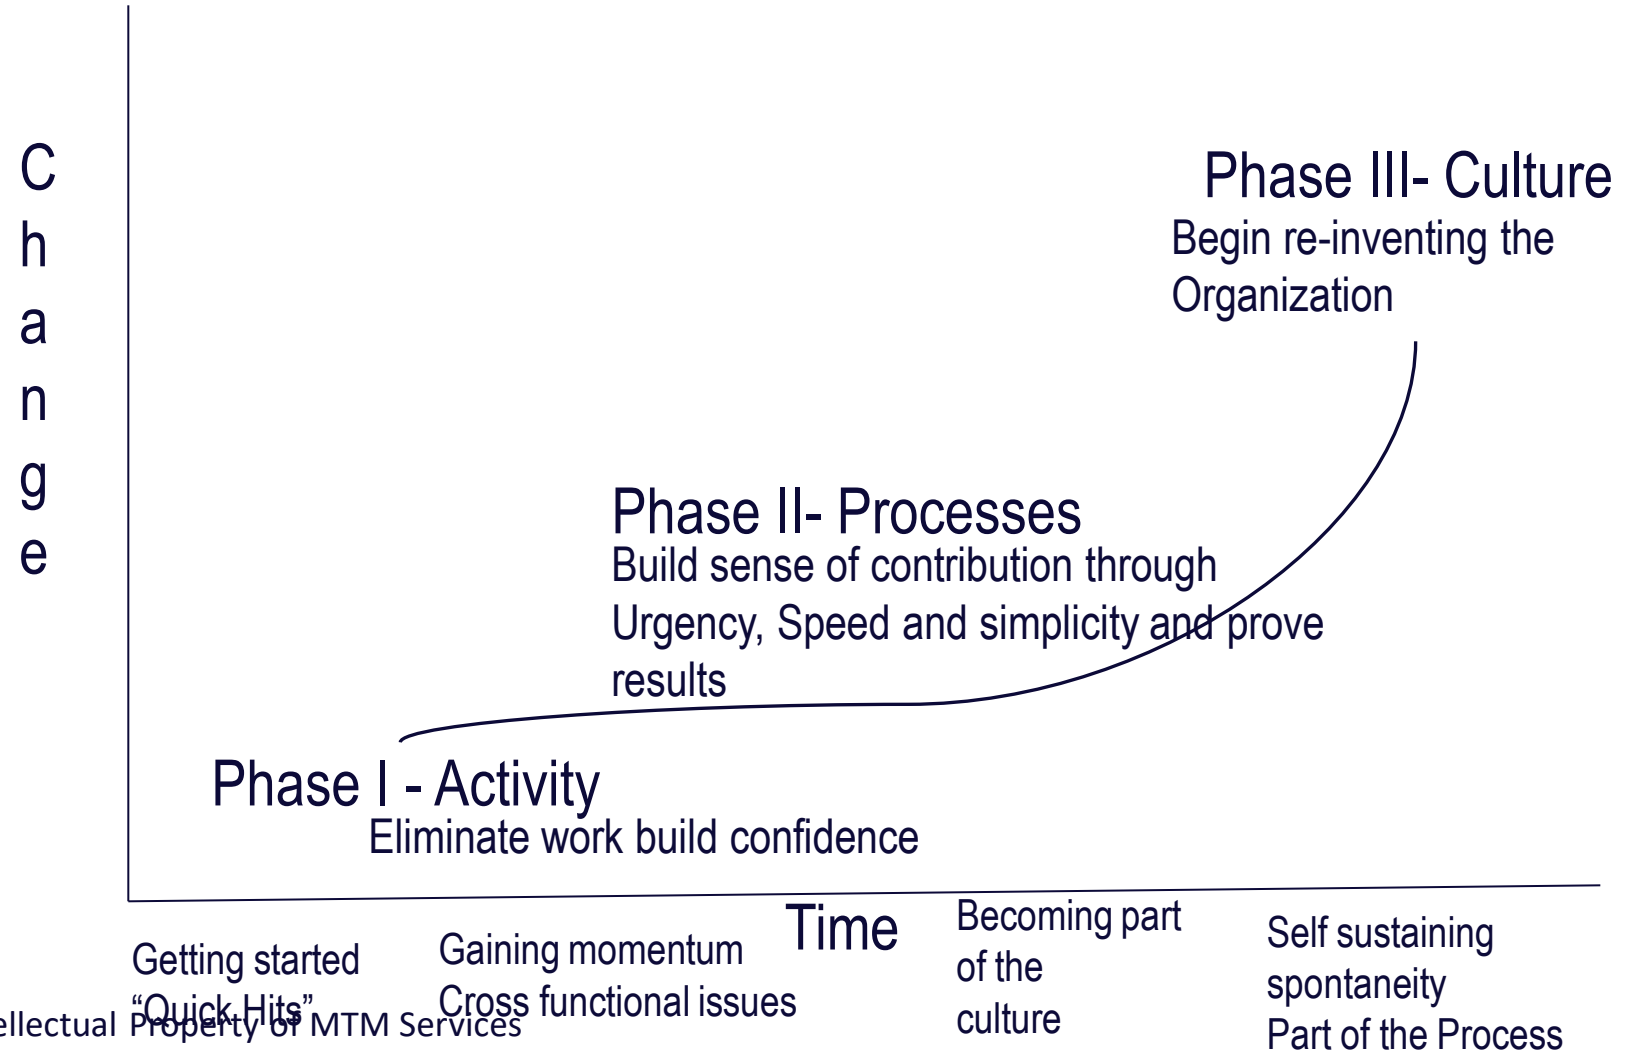 Change
Phase III- Culture
Begin re-inventing the
Organization
Phase II- Processes
Build sense of contribution through
Urgency, Speed and simplicity and prove
results
Phase I - Activity
Eliminate work build confidence
Time
Getting started
“Quick Hits”
Gaining momentum
Cross functional issues
Becoming part
of the
culture
Self sustaining
spontaneity
Part of the Process
ellectual Property of MTM Services